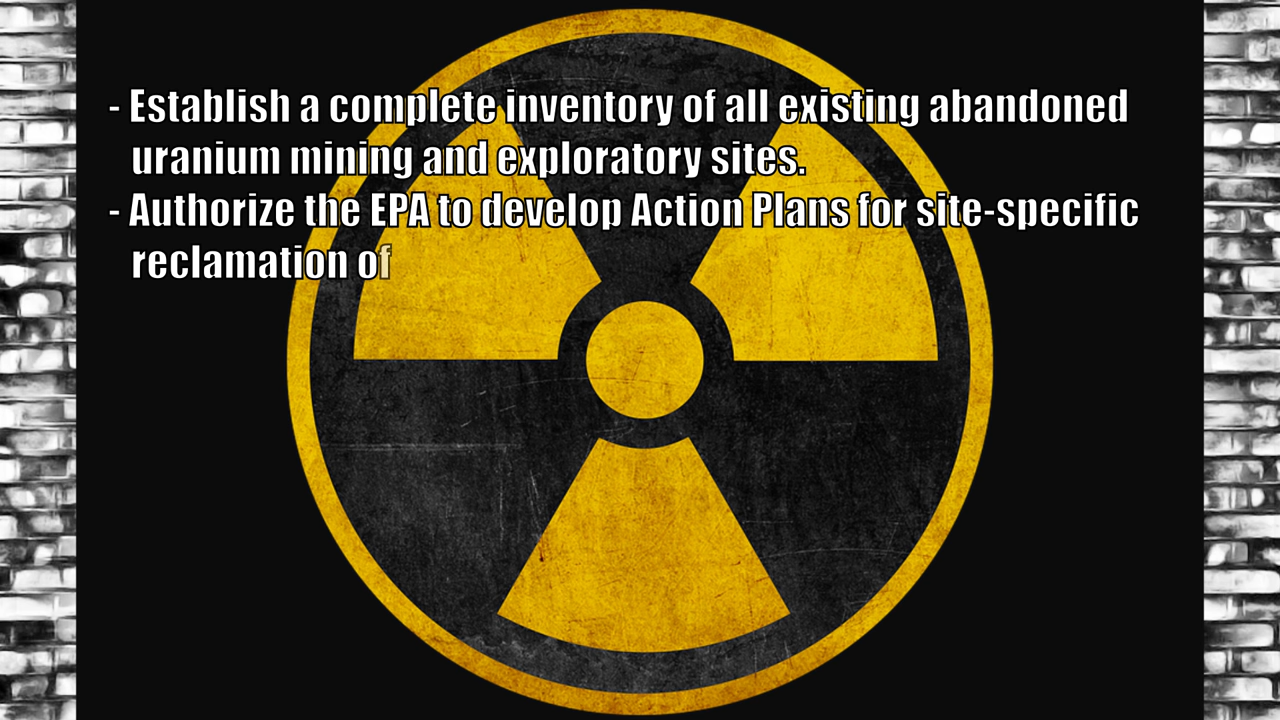 - Establish a complete inventory of all existing abandoned
uranium mining and exploratory sites.
- Authorize the EPA to develop Action Plans for site-specific
reclamation of